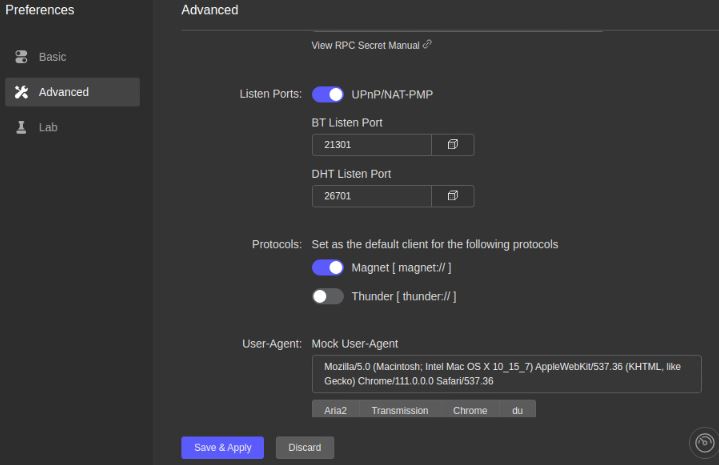 Preferences
Advanced
View RPC Secret Manual
Basic
Listen Ports: UPnP/NAT-PMP
Advanced
BT Listen Port
Lab
21301
DHT Listen Port
26701
Protocols: Set as the default client for the following protocols
Magnet [ magnet:// ]
Thunder [ thunder:// ]
User-Agent: Mock User-Agent
Mozilla/5.0 (Macintosh; Intel Mac OS X 10_15_7) AppleWebKit/537.36 (KHTML, like
Gecko) Chrome/111.0.0.0 Safari/537.36
Aria2 Transmission Chrome du
Save & Apply Discard